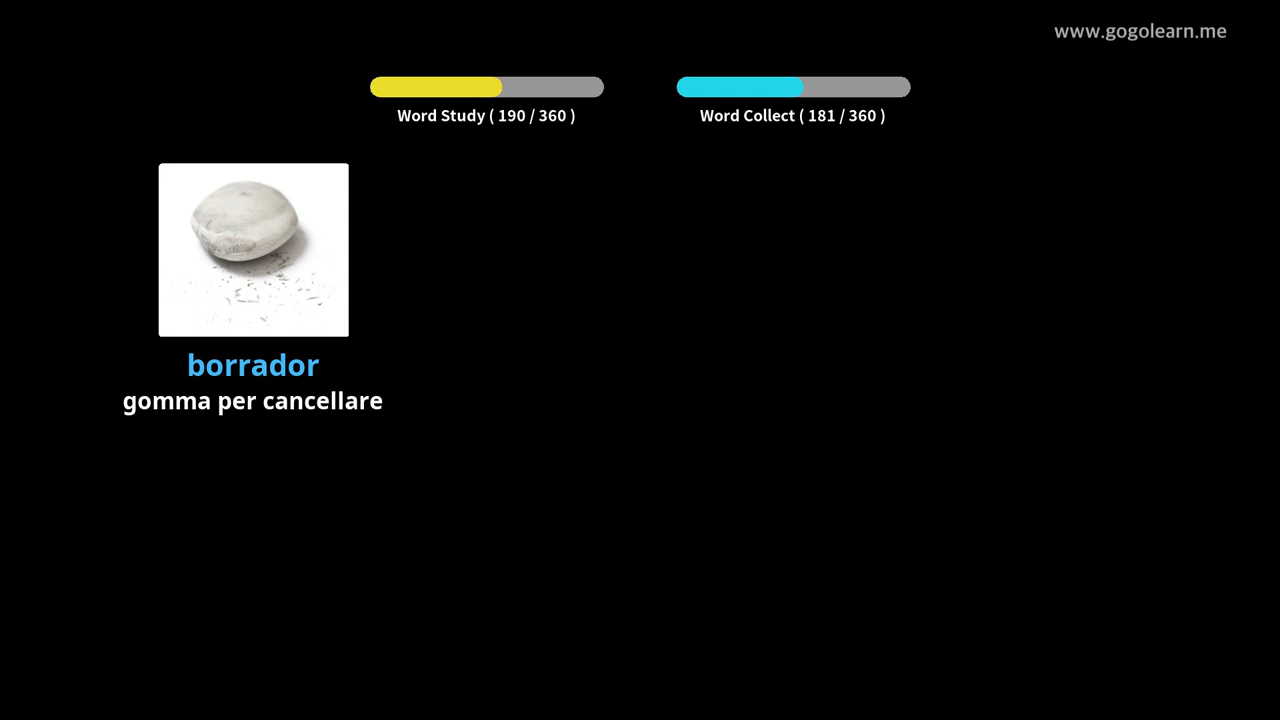 www.gogolearn.me
Word Study ( 190 / 360 )
Word Collect ( 181 / 360 )
borrador
gomma per cancellare